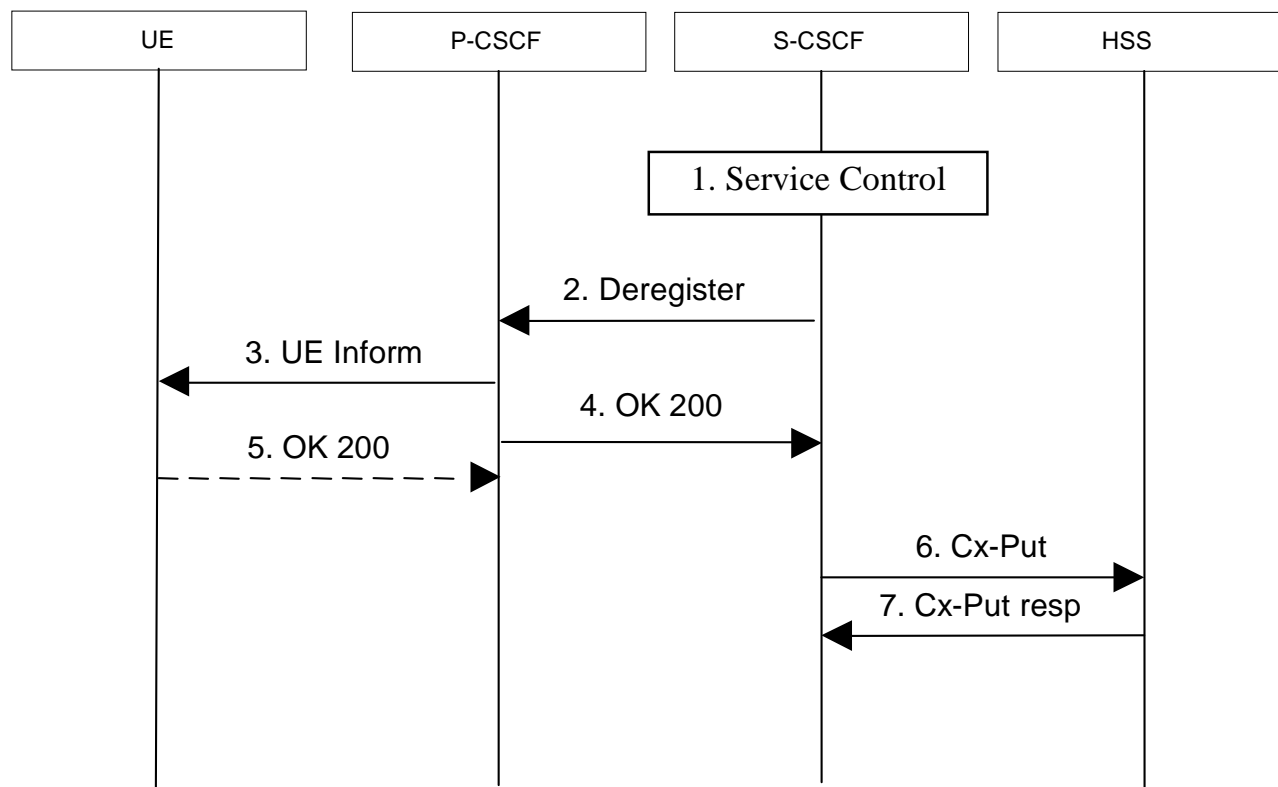 UE
P-CSCF
S-CSCF
HSS
1. Service Control
2. Deregister
3. UE Inform
4. OK 200
5. OK 200
6. Cx-Put
7. Cx-Put resp